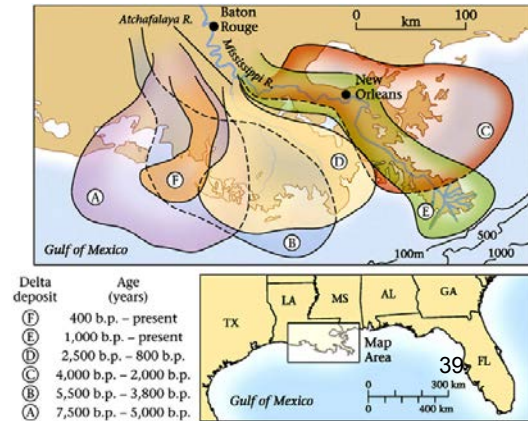 Atchafalaya R.
Baton
Rouge
0 100
km
Mississippi R.
New
Orleans
C
D
F
A
E
B
Gulf of Mexico
100m
500
1000
Delta
deposit
Age
(years)
F 400 b.p. – present
E 1,000 b.p. – present
D 2,500 b.p. – 800 b.p.
C 4,000 b.p. – 2,000 b.p.
B 5,500 b.p. – 3,800 b.p.
A 7,500 b.p. – 5,000 b.p.
TX
LA
MS
AL
GA
Map
Area
39
FL
0 300 km
0 400 km
Gulf of Mexico